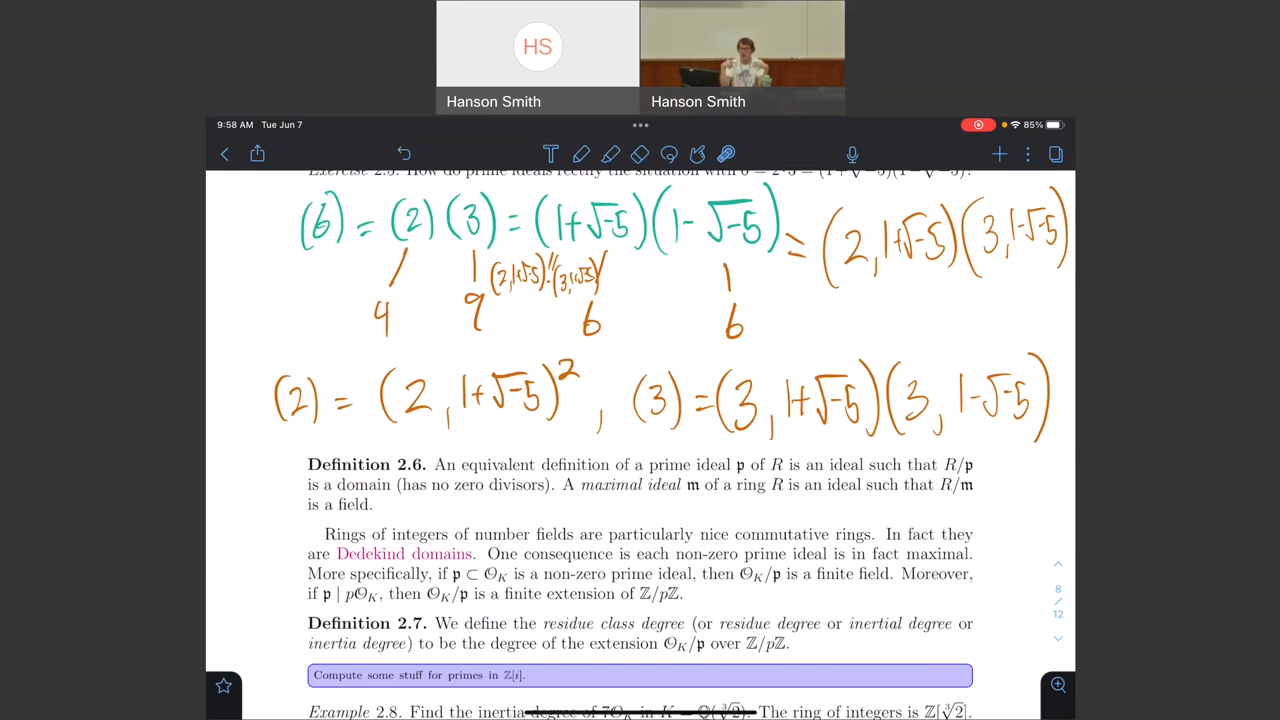 HS
Hanson Smith
Hanson Smith
9:58 AM Tue Jun 7
85%
(6) = (2)(3) = (1+√-5)(1-√-5) = (2, 1+√-5)(3, 1-√-5)
(2,1+√-5)·(3,1+√-5)
4 9 6 6
(2) = (2, 1+√-5)², (3) = (3, 1+√-5)(3, 1-√-5)
Definition 2.6. An equivalent definition of a prime ideal 𝔭 of R is an ideal such that R/𝔭
is a domain (has no zero divisors). A maximal ideal 𝔪 of a ring R is an ideal such that R/𝔪
is a field.
Rings of integers of number fields are particularly nice commutative rings. In fact they
are Dedekind domains. One consequence is each non-zero prime ideal is in fact maximal.
More specifically, if 𝔭 ⊂ 𝒪_K is a non-zero prime ideal, then 𝒪_K/𝔭 is a finite field. Moreover,
if 𝔭 | p𝒪_K, then 𝒪_K/𝔭 is a finite extension of ℤ/pℤ.
Definition 2.7. We define the residue class degree (or residue degree or inertial degree or
inertia degree) to be the degree of the extension 𝒪_K/𝔭 over ℤ/pℤ.
Compute some stuff for primes in ℤ[i].
Example 2.8. Find the inertia degree of 7𝒪_K in K = ℚ(∛2). The ring of integers is ℤ[∛2].
8
/
12